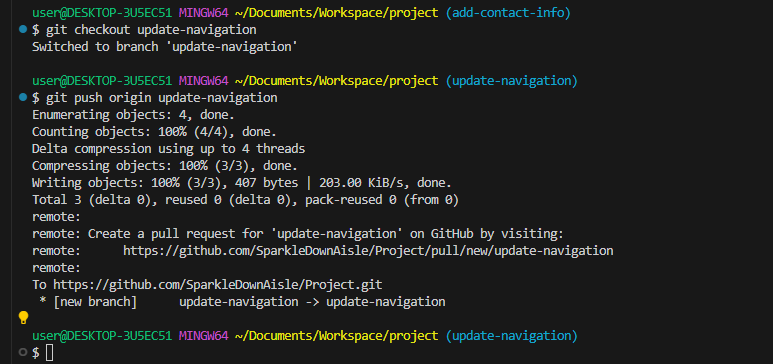 user@DESKTOP-3U5EC51 MINGW64 ~/Documents/Workspace/project (add-contact-info)
$ git checkout update-navigation
Switched to branch 'update-navigation'
user@DESKTOP-3U5EC51 MINGW64 ~/Documents/Workspace/project (update-navigation)
$ git push origin update-navigation
Enumerating objects: 4, done.
Counting objects: 100% (4/4), done.
Delta compression using up to 4 threads
Compressing objects: 100% (3/3), done.
Writing objects: 100% (3/3), 407 bytes | 203.00 KiB/s, done.
Total 3 (delta 0), reused 0 (delta 0), pack-reused 0 (from 0)
remote:
remote: Create a pull request for 'update-navigation' on GitHub by visiting:
remote:      https://github.com/SparkleDownAisle/Project/pull/new/update-navigation
remote:
To https://github.com/SparkleDownAisle/Project.git
 * [new branch]      update-navigation -> update-navigation
user@DESKTOP-3U5EC51 MINGW64 ~/Documents/Workspace/project (update-navigation)
$